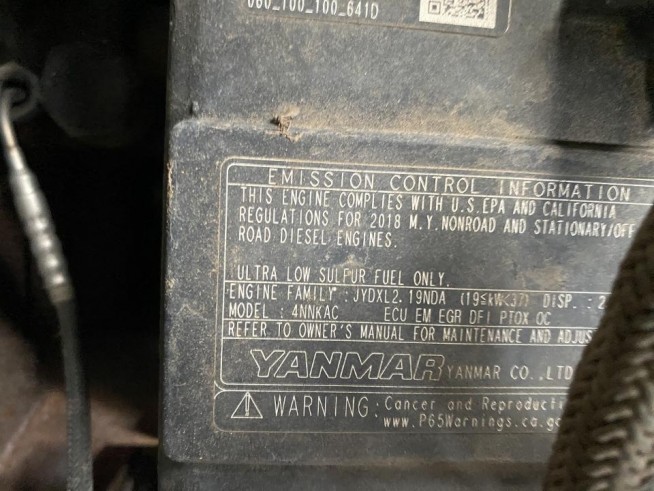 060_100_100_641D
EMISSION CONTROL INFORMATION
THIS ENGINE COMPLIES WITH U.S.EPA AND CALIFORNIA
REGULATIONS FOR 2018 M.Y.NONROAD AND STATIONARY/OFF
ROAD DIESEL ENGINES.
ULTRA LOW SULFUR FUEL ONLY.
ENGINE FAMILY :JYDXL2.19NDA (19≤kW<37) DISP.: 2
MODEL : 4NNKAC ECU EM EGR DFI PTOX OC
REFER TO OWNER'S MANUAL FOR MAINTENANCE AND ADJUS
YANMAR YANMAR CO.,LTD
WARNING: Cancer and Reproducti
www.P65Warnings.ca.go